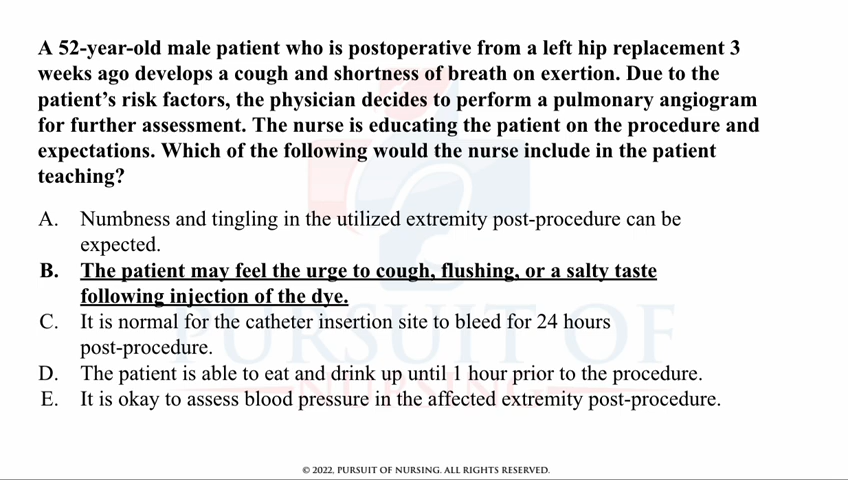 A 52-year-old male patient who is postoperative from a left hip replacement 3
weeks ago develops a cough and shortness of breath on exertion. Due to the
patient’s risk factors, the physician decides to perform a pulmonary angiogram
for further assessment. The nurse is educating the patient on the procedure and
expectations. Which of the following would the nurse include in the patient
teaching?
A. Numbness and tingling in the utilized extremity post-procedure can be
expected.
B. The patient may feel the urge to cough, flushing, or a salty taste
following injection of the dye.
C. It is normal for the catheter insertion site to bleed for 24 hours
post-procedure.
D. The patient is able to eat and drink up until 1 hour prior to the procedure.
E. It is okay to assess blood pressure in the affected extremity post-procedure.
PURSUIT OF
NURSING
© 2022. PURSUIT OF NURSING. ALL RIGHTS RESERVED.